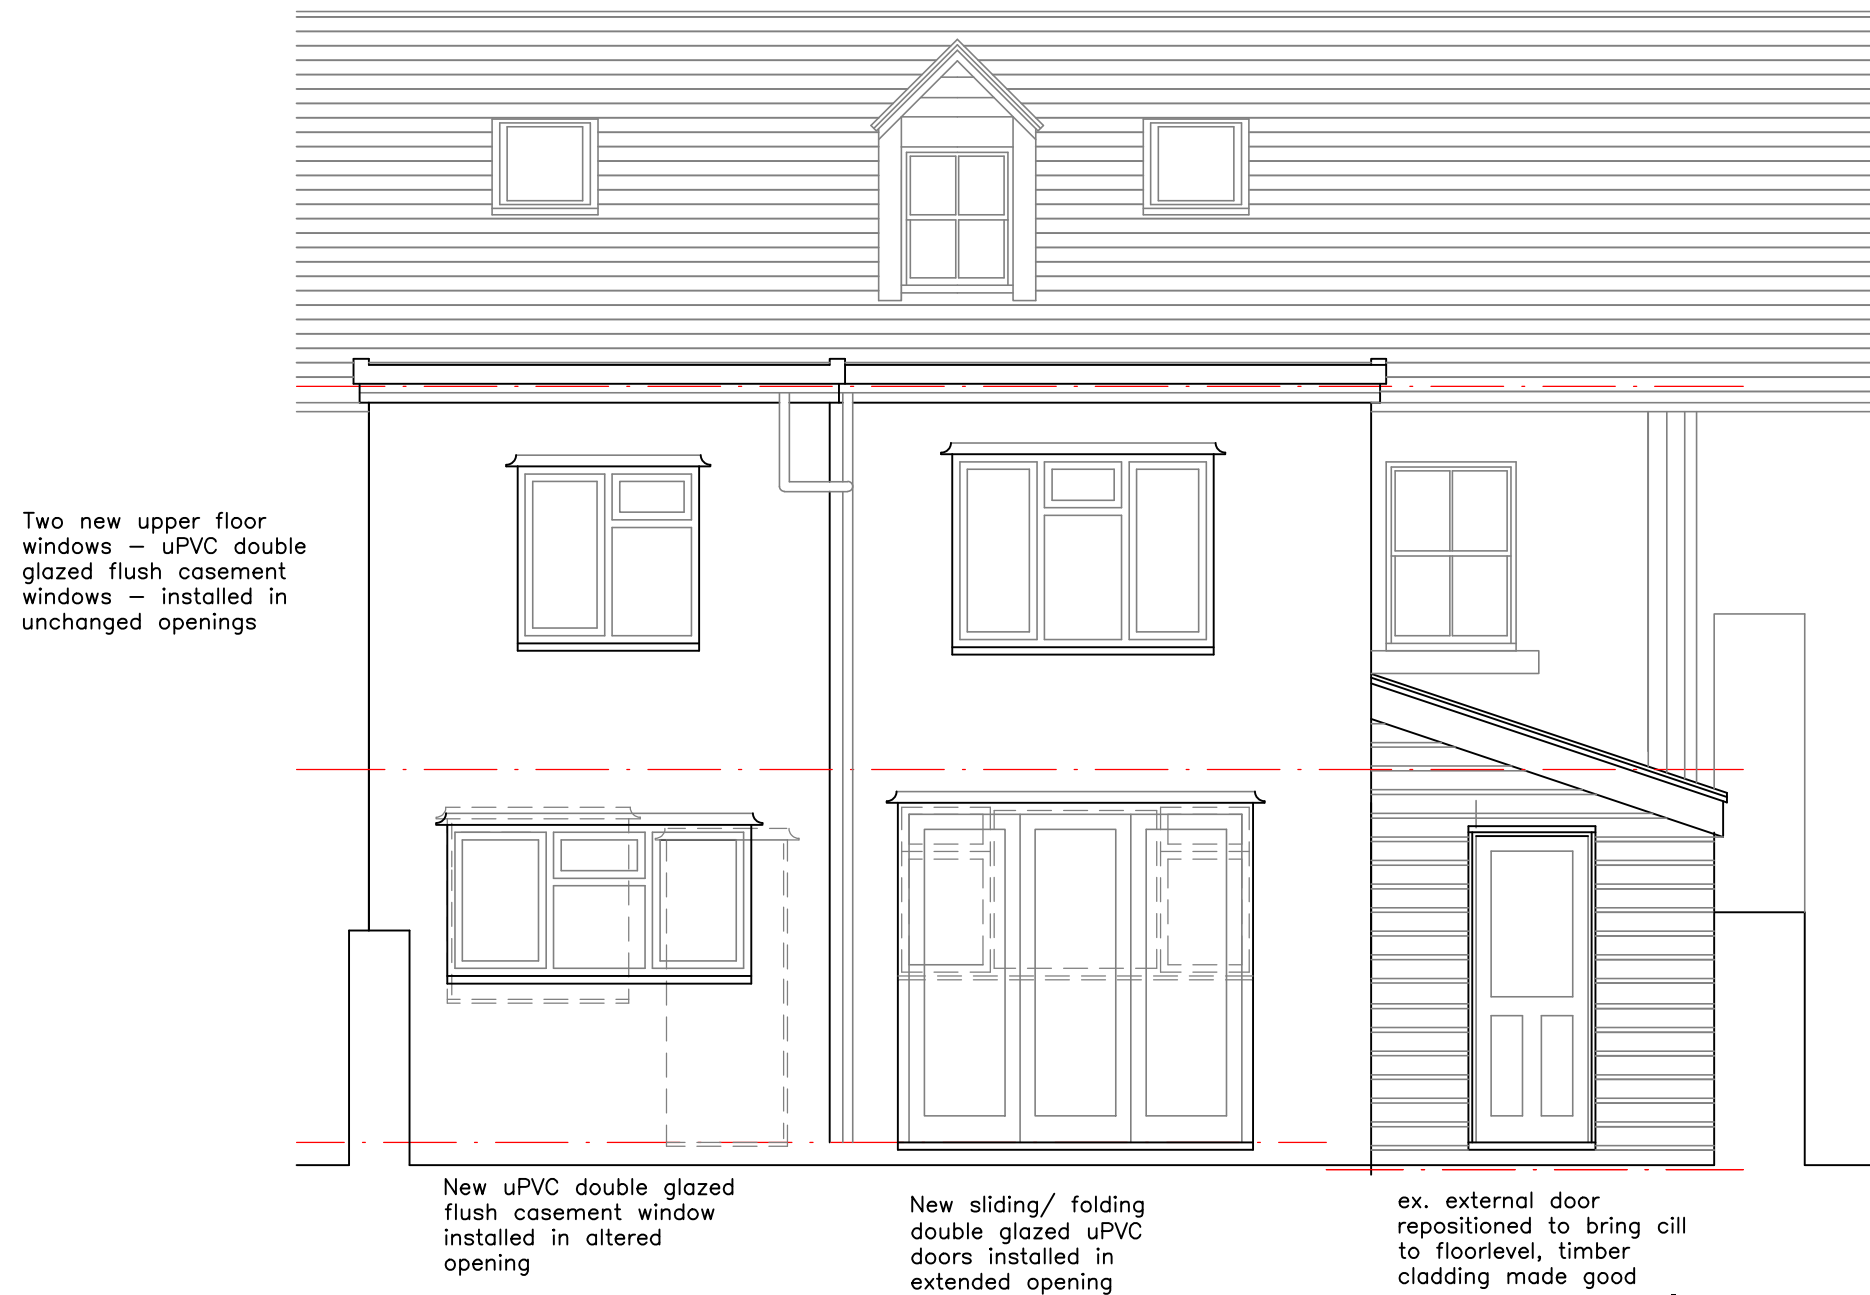 Two new upper floor
windows – uPVC double
glazed flush casement
windows – installed in
unchanged openings
New uPVC double glazed
flush casement window
installed in altered
opening
New sliding/ folding
double glazed uPVC
doors installed in
extended opening
ex. external door
repositioned to bring cill
to floorlevel, timber
cladding made good